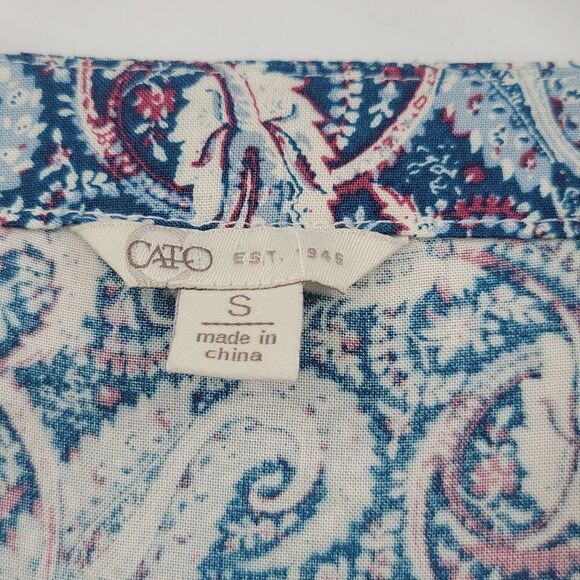 CATO EST. 1946
S
made in
china